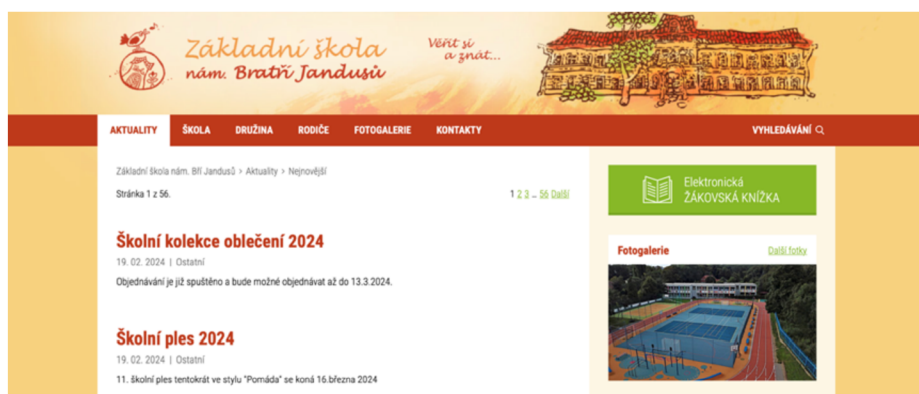 Základní škola
nám. Bratří Jandusů
Věřit si
a znát...
AKTUALITY ŠKOLA DRUŽINA RODIČE FOTOGALERIE KONTAKTY VYHLEDÁVÁNÍ
Základní škola nám. Bří Jandusů > Aktuality > Nejnovější
Stránka 1 z 56.
1 2 3 ... 56 Další
Školní kolekce oblečení 2024
19. 02. 2024 | Ostatní
Objednávání je již spuštěno a bude možné objednávat až do 13.3.2024.
Školní ples 2024
19. 02. 2024 | Ostatní
11. školní ples tentokrát ve stylu "Pomáda" se koná 16.března 2024
Elektronická
ŽÁKOVSKÁ KNÍŽKA
Fotogalerie Další fotky